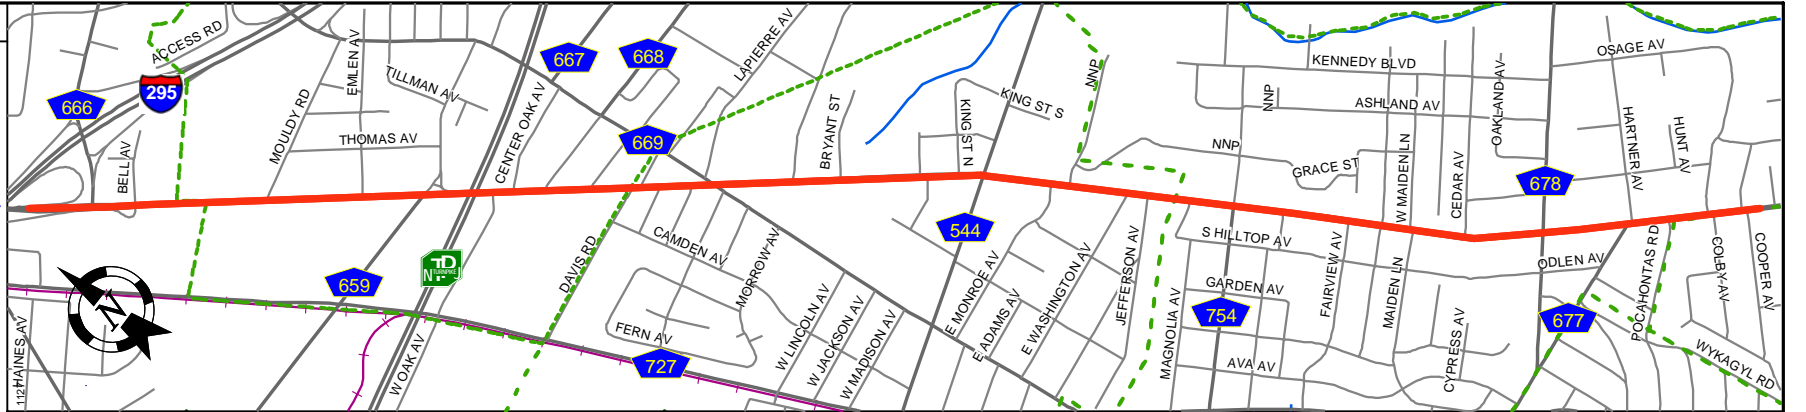 ACCESS RD
666
295
EMLEN AV
TILLMAN AV
MOULDY RD
THOMAS AV
BELL AV
CENTER OAK AV
667
668
669
LAPIERRE AV
BRYANT ST
KING ST N
KING ST S
NNP
KENNEDY BLVD
NNP
ASHLAND AV
OAKLAND AV
OSAGE AV
HARTNER AV
HUNT AV
NNP
GRACE ST
W MAIDEN LN
CEDAR AV
678
544
S HILLTOP AV
ODLEN AV
CAMDEN AV
DAVIS RD
MORROW AV
659
NJ TURNPIKE
N
FERN AV
727
W OAK AV
HAINES AV
1121
W LINCOLN AV
W JACKSON AV
W MADISON AV
E MONROE AV
E ADAMS AV
E WASHINGTON AV
JEFFERSON AV
MAGNOLIA AV
GARDEN AV
754
AVA AV
FAIRVIEW AV
MAIDEN LN
CYPRESS AV
677
POCAHONTAS RD
COLBY AV
COOPER AV
WYKAGYL RD